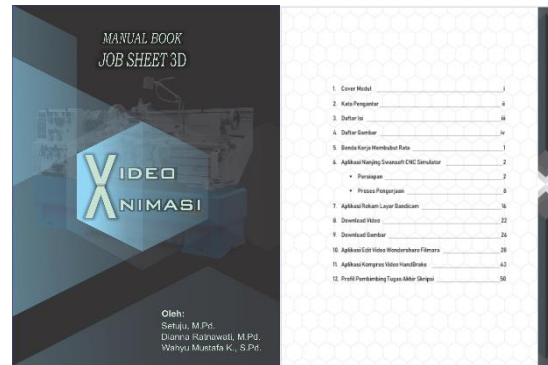 MANUAL BOOK
JOB SHEET 3D
VIDEO
ANIMASI
Oleh:
Setuju, M.Pd.
Dianna Ratnawati, M.Pd.
Wahyu Mustafa K., S.Pd.
1. Cover Modul i
2. Kata Pengantar ii
3. Daftar Isi iii
4. Daftar Gambar iv
5. Benda Kerja Membubut Rata 1
6. Aplikasi Nanjing Swansoft CNC Simulator 2
• Persiapan 2
• Proses Pengerjaan 6
7. Aplikasi Rekam Layar Bandicam 16
8. Download Video 22
9. Download Gambar 26
10. Aplikasi Edit Video Wondershare Filmora 28
11. Aplikasi Kompres Video HandBrake 43
12. Profil Pembimbing Tugas Akhir Skripsi 50